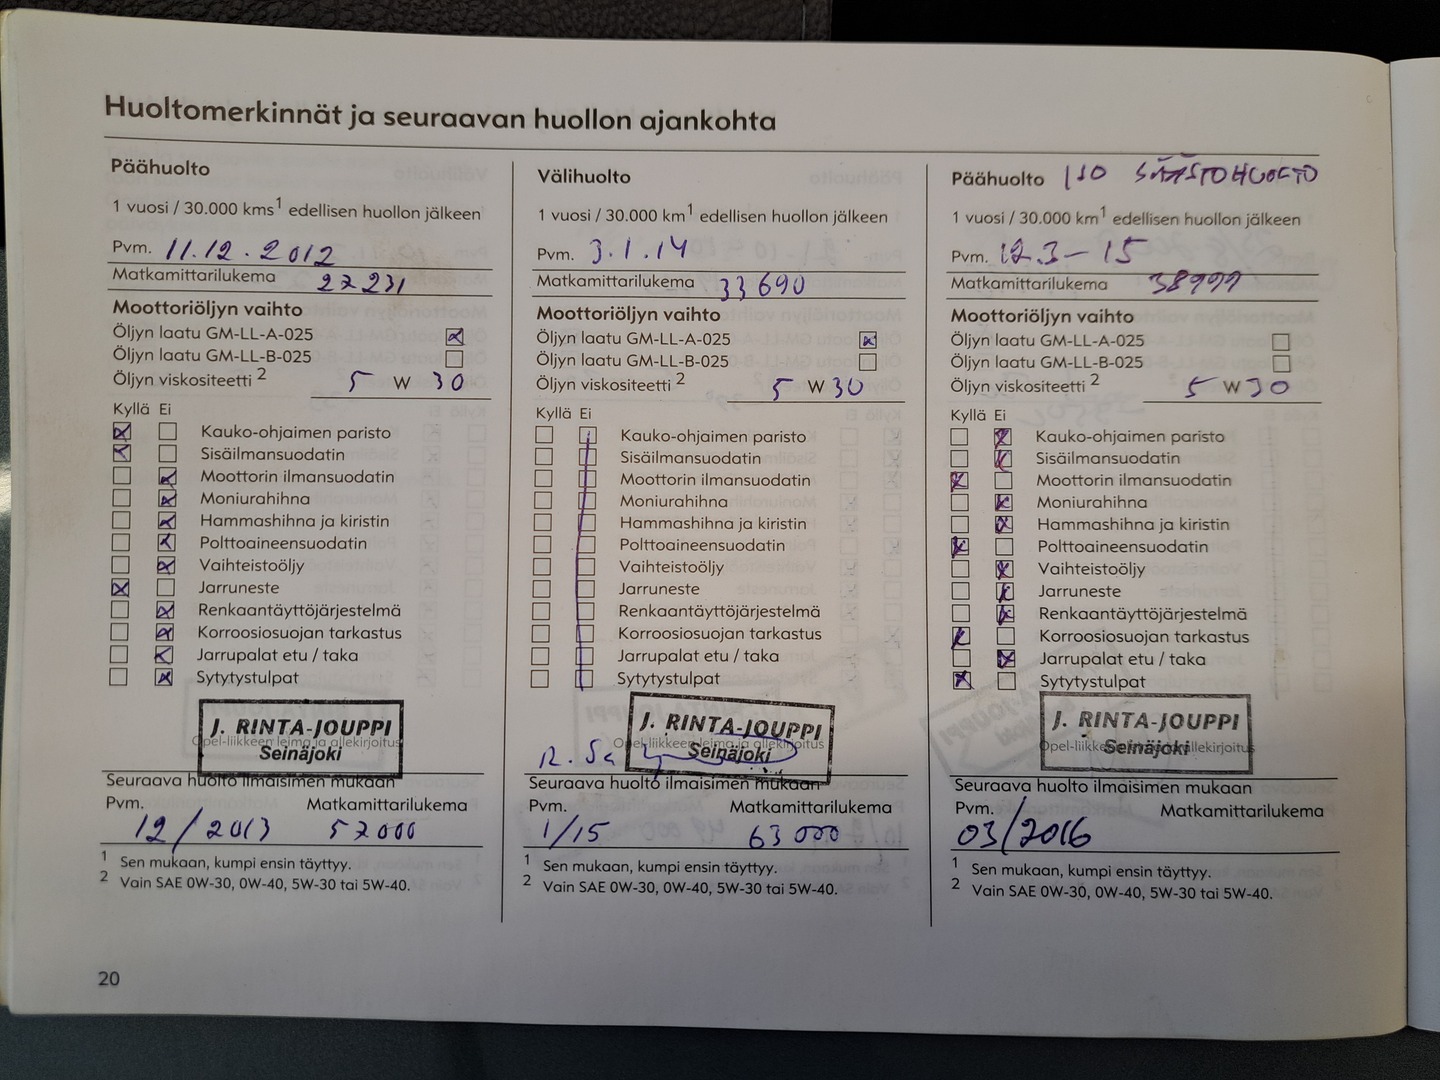 Huoltomerkinnät ja seuraavan huollon ajankohta
Päähuolto
1 vuosi / 30.000 kms¹ edellisen huollon jälkeen
Pvm. 11.12.2012
Matkamittarilukema 27231
Moottoriöljyn vaihto
Öljyn laatu GM-LL-A-025
Öljyn laatu GM-LL-B-025
Öljyn viskositeetti ² 5 W 30
Kyllä Ei
Kauko-ohjaimen paristo
Sisäilmansuodatin
Moottorin ilmansuodatin
Moniurahihna
Hammashihna ja kiristin
Polttoaineensuodatin
Vaihteistoöljy
Jarruneste
Renkaantäyttöjärjestelmä
Korroosiosuojan tarkastus
Jarrupalat etu / taka
Sytytystulpat
J. RINTA-JOUPPI
Opel-liikkeen leima ja allekirjoitus
Seinäjoki
Seuraava huolto ilmaisimen mukaan
Pvm. Matkamittarilukema
12/2013 57000
¹ Sen mukaan, kumpi ensin täyttyy.
² Vain SAE 0W-30, 0W-40, 5W-30 tai 5W-40.
20
Välihuolto
1 vuosi / 30.000 km¹ edellisen huollon jälkeen
Pvm. 3.1.14
Matkamittarilukema 33690
Moottoriöljyn vaihto
Öljyn laatu GM-LL-A-025
Öljyn laatu GM-LL-B-025
Öljyn viskositeetti ² 5 W 30
Kyllä Ei
Kauko-ohjaimen paristo
Sisäilmansuodatin
Moottorin ilmansuodatin
Moniurahihna
Hammashihna ja kiristin
Polttoaineensuodatin
Vaihteistoöljy
Jarruneste
Renkaantäyttöjärjestelmä
Korroosiosuojan tarkastus
Jarrupalat etu / taka
Sytytystulpat
J. RINTA-JOUPPI
Opel-liikkeen leima ja allekirjoitus
Seinäjoki
Seuraava huolto ilmaisimen mukaan
Pvm. Matkamittarilukema
1/15 63000
¹ Sen mukaan, kumpi ensin täyttyy.
² Vain SAE 0W-30, 0W-40, 5W-30 tai 5W-40.
Päähuolto ISO SÄÄSTÖHUOLTO
1 vuosi / 30.000 km¹ edellisen huollon jälkeen
Pvm. 12.3-15
Matkamittarilukema 38999
Moottoriöljyn vaihto
Öljyn laatu GM-LL-A-025
Öljyn laatu GM-LL-B-025
Öljyn viskositeetti ² 5 W 30
Kyllä Ei
Kauko-ohjaimen paristo
Sisäilmansuodatin
Moottorin ilmansuodatin
Moniurahihna
Hammashihna ja kiristin
Polttoaineensuodatin
Vaihteistoöljy
Jarruneste
Renkaantäyttöjärjestelmä
Korroosiosuojan tarkastus
Jarrupalat etu / taka
Sytytystulpat
J. RINTA-JOUPPI
Opel-liikkeen leima ja allekirjoitus
Seinäjoki
Seuraava huolto ilmaisimen mukaan
Pvm. Matkamittarilukema
03/2016
¹ Sen mukaan, kumpi ensin täyttyy.
² Vain SAE 0W-30, 0W-40, 5W-30 tai 5W-40.